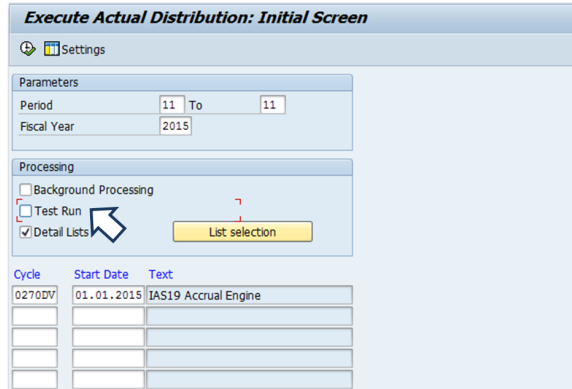 Execute Actual Distribution: Initial Screen
Settings
Parameters
Period 11 To 11
Fiscal Year 2015
Processing
Background Processing
Test Run
Detail Lists List selection
Cycle Start Date Text
0270DV 01.01.2015 IAS19 Accrual Engine